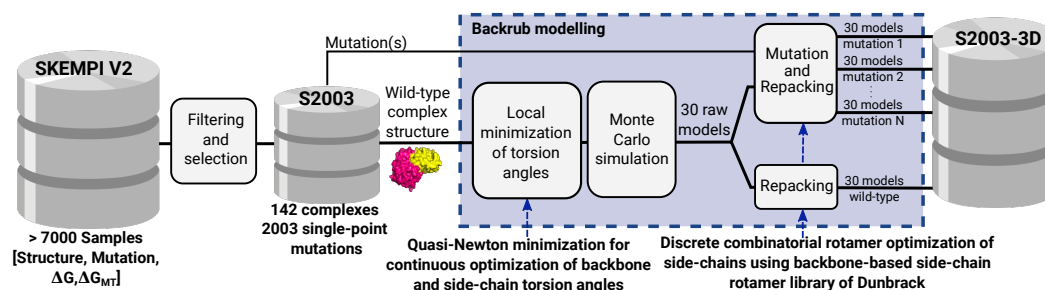 SKEMPI V2
> 7000 Samples
[Structure, Mutation,
ΔG,ΔG_MT]
Filtering
and
selection
S2003
142 complexes
2003 single-point
mutations
Mutation(s)
Wild-type
complex
structure
Backrub modelling
Local
minimization
of torsion
angles
Monte
Carlo
simulation
30 raw
models
Mutation
and
Repacking
Repacking
30 models
mutation 1
30 models
mutation 2
⋮
30 models
mutation N
30 models
wild-type
S2003-3D
Quasi-Newton minimization for
continuous optimization of backbone
and side-chain torsion angles
Discrete combinatorial rotamer optimization of
side-chains using backbone-based side-chain
rotamer library of Dunbrack